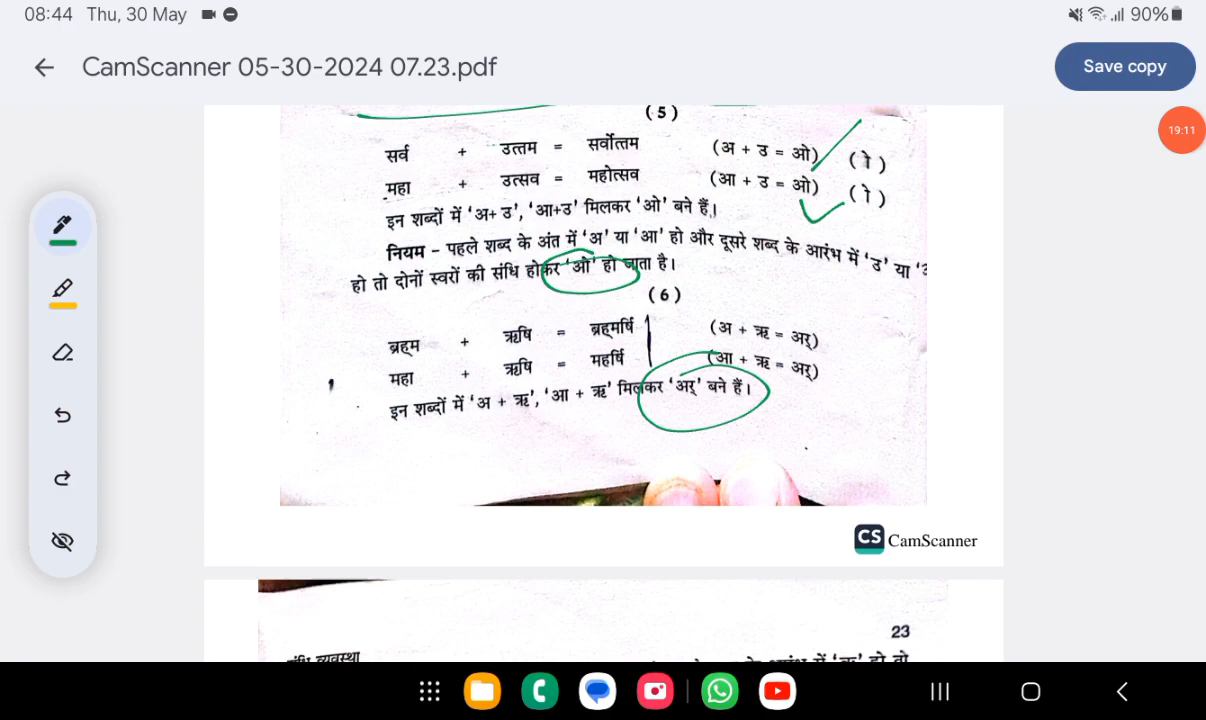 08:44 Thu, 30 May
90%
CamScanner 05-30-2024 07.23.pdf
Save copy
19:11
(5)
सर्व + उत्तम = सर्वोत्तम (अ + उ = ओ) (ो)
महा + उत्सव = महोत्सव (आ + उ = ओ) (ो)
इन शब्दों में 'अ+ उ', 'आ+उ' मिलकर 'ओ' बने हैं।
नियम – पहले शब्द के अंत में 'अ' या 'आ' हो और दूसरे शब्द के आरंभ में 'उ' या
हो तो दोनों स्वरों की संधि होकर 'ओ' हो जाता है।
(6)
ब्रह्म + ऋषि = ब्रह्मर्षि (अ + ऋ = अर्)
महा + ऋषि = महर्षि (आ + ऋ = अर्)
इन शब्दों में 'अ + ऋ', 'आ + ऋ' मिलकर 'अर्' बने हैं।
CS CamScanner
23
संधि व्यवस्था